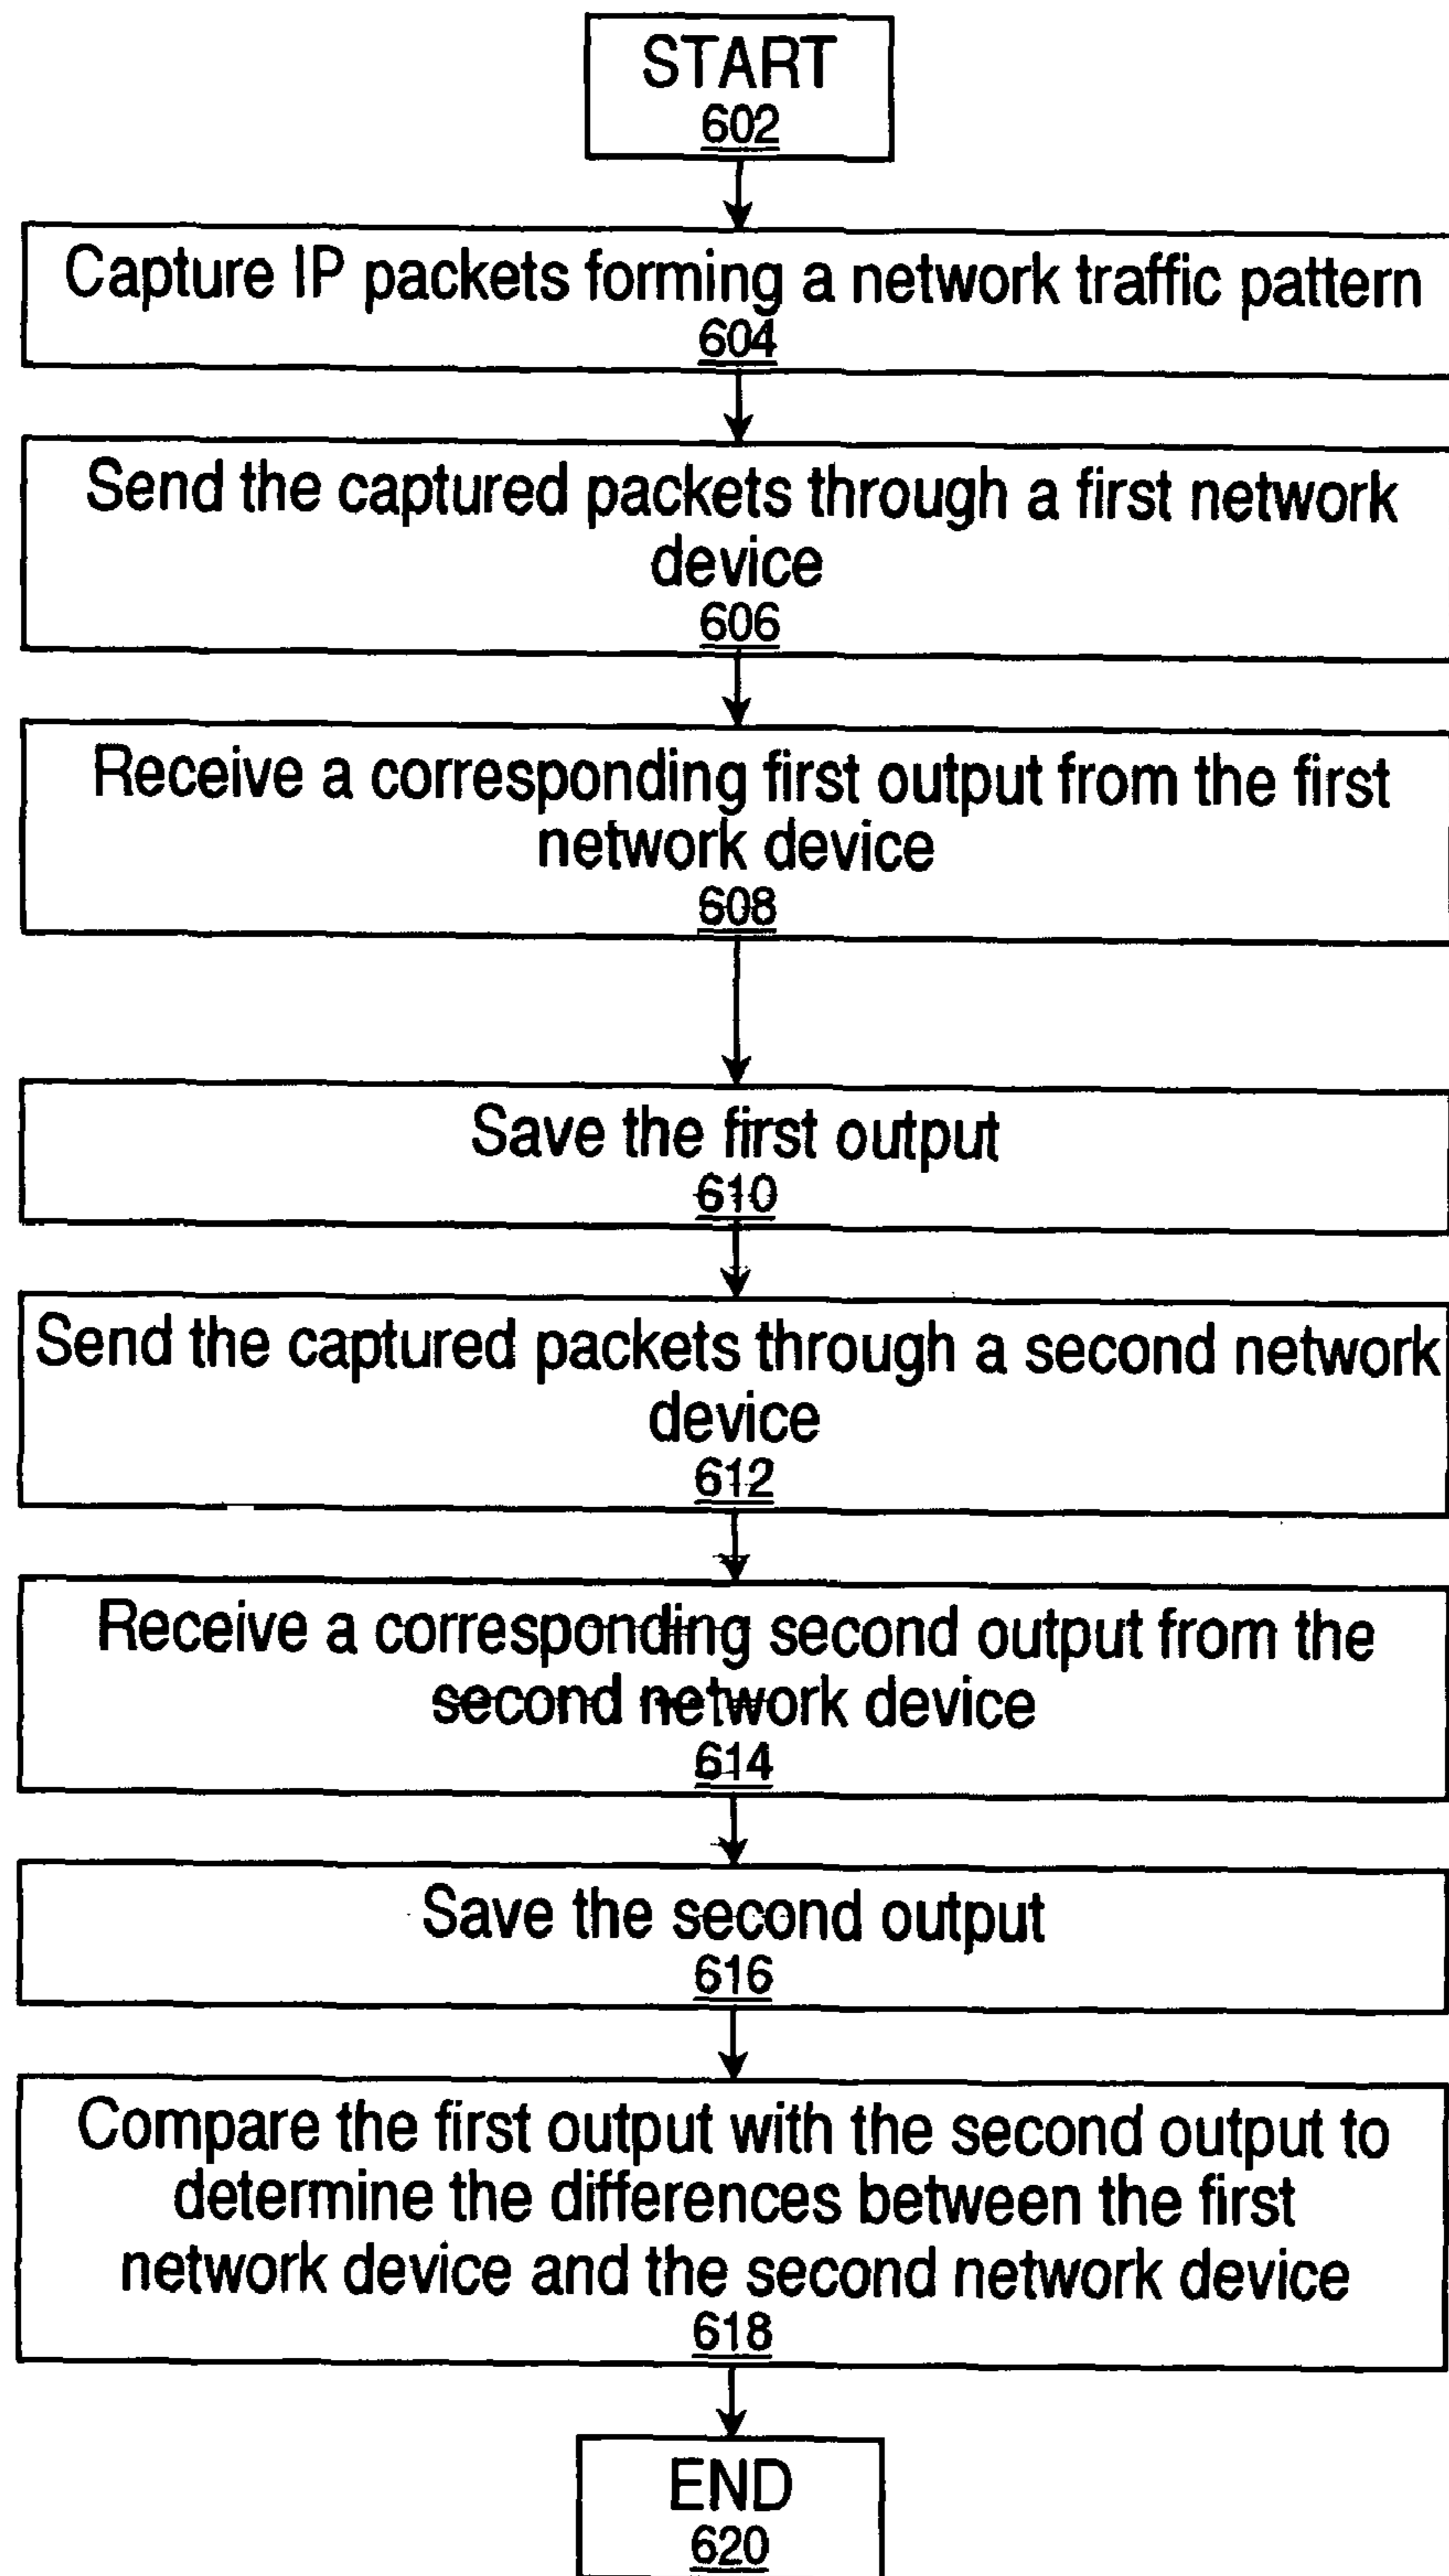 START
602
Capture IP packets forming a network traffic pattern
604
Send the captured packets through a first network
device
606
Receive a corresponding first output from the first
network device
608
Save the first output
610
Send the captured packets through a second network
device
612
Receive a corresponding second output from the
second network device
614
Save the second output
616
Compare the first output with the second output to
determine the differences between the first
network device and the second network device
618
END
620